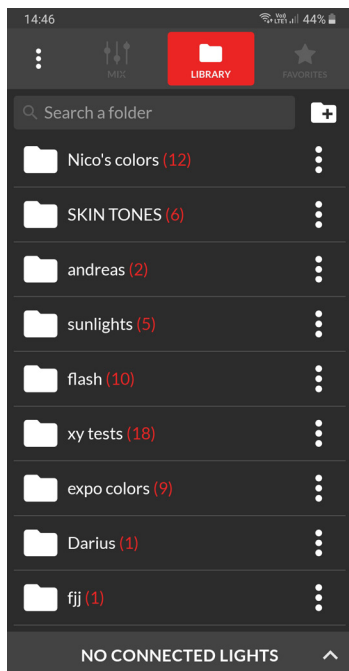 14:46
44%
MIX
LIBRARY
FAVORITES
Search a folder
Nico's colors (12)
SKIN TONES (6)
andreas (2)
sunlights (5)
flash (10)
xy tests (18)
expo colors (9)
Darius (1)
fjj (1)
NO CONNECTED LIGHTS